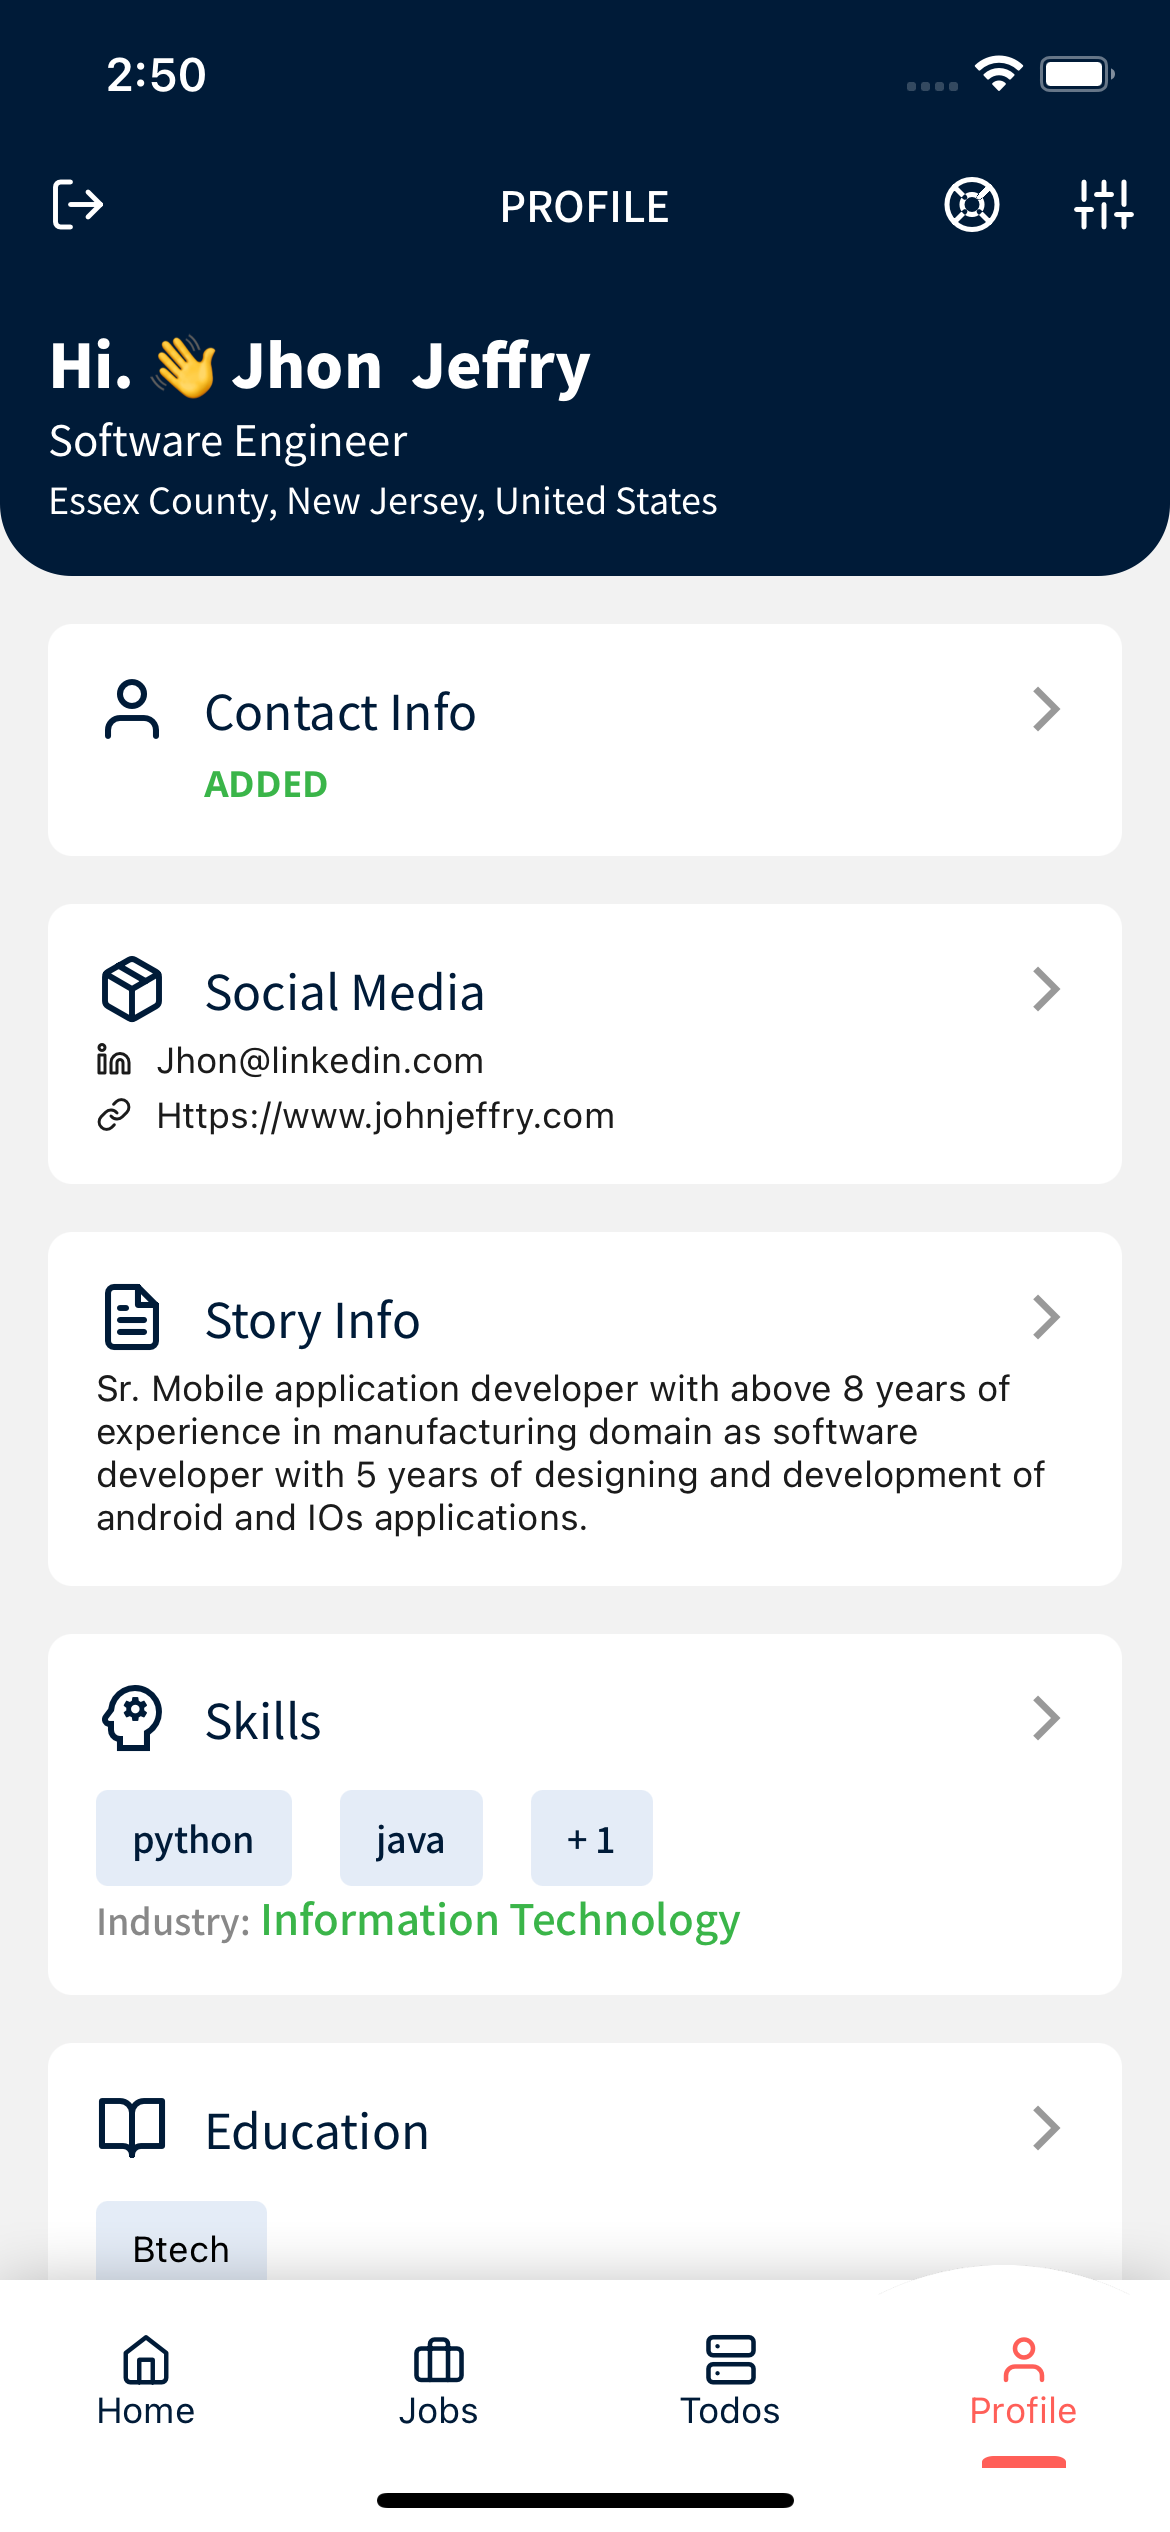 2:50
PROFILE
Hi. 👋 Jhon Jeffry
Software Engineer
Essex County, New Jersey, United States
Contact Info
ADDED
Social Media
Jhon@linkedin.com
Https://www.johnjeffry.com
Story Info
Sr. Mobile application developer with above 8 years of
experience in manufacturing domain as software
developer with 5 years of designing and development of
android and IOs applications.
Skills
python java + 1
Industry: Information Technology
Education
Btech
Home Jobs Todos Profile